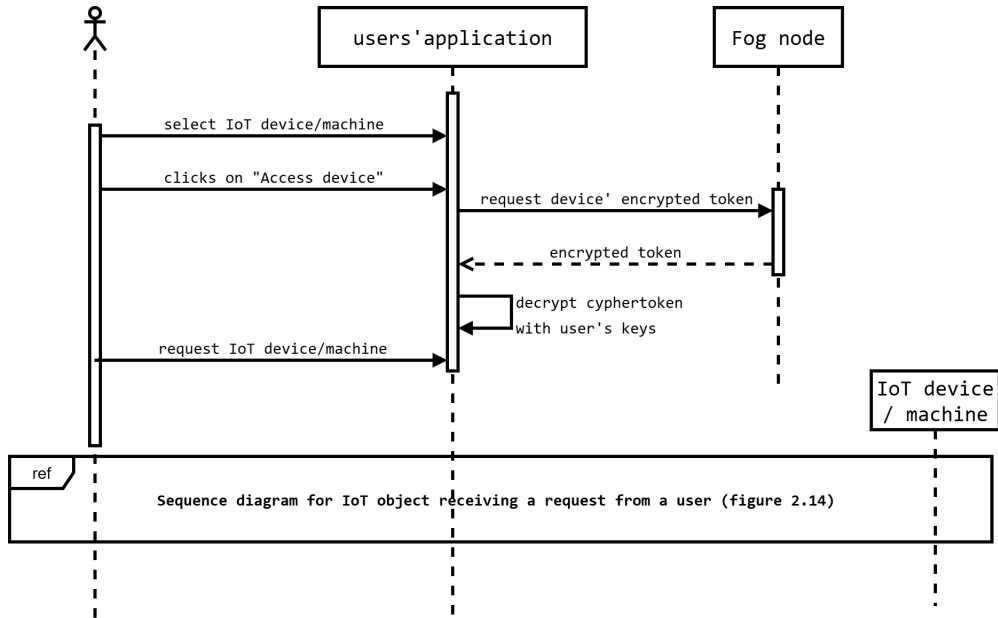 users'application
Fog node
select IoT device/machine
clicks on "Access device"
request device' encrypted token
encrypted token
decrypt cyphertoken
with user's keys
request IoT device/machine
IoT device
/ machine
ref
Sequence diagram for IoT object receiving a request from a user (figure 2.14)